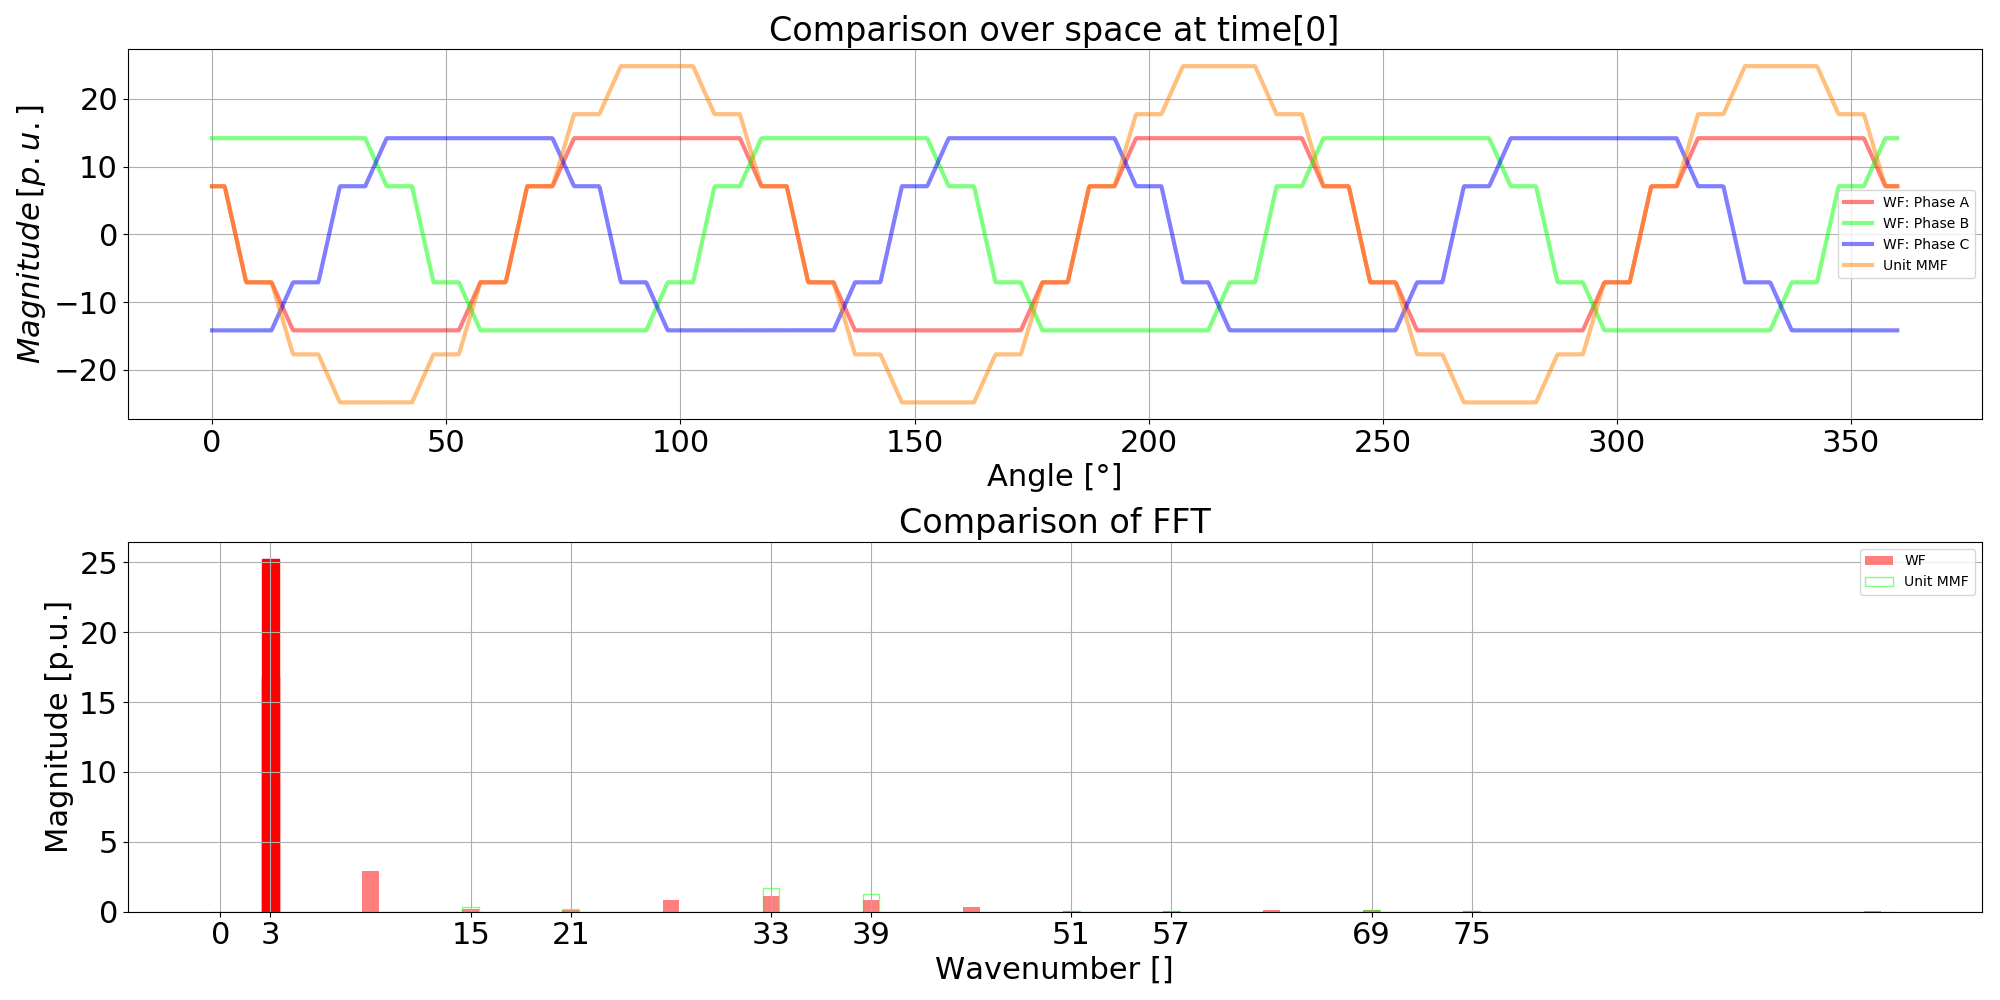 Comparison over space at time[0]
Magnitude[p.u.]
20
10
0
−10
−20
WF: Phase A
WF: Phase B
WF: Phase C
Unit MMF
0 50 100 150 200 250 300 350
Angle [°]
Comparison of FFT
Magnitude [p.u.]
25
20
15
10
5
0
WF
Unit MMF
0 3 15 21 33 39 51 57 69 75
Wavenumber []